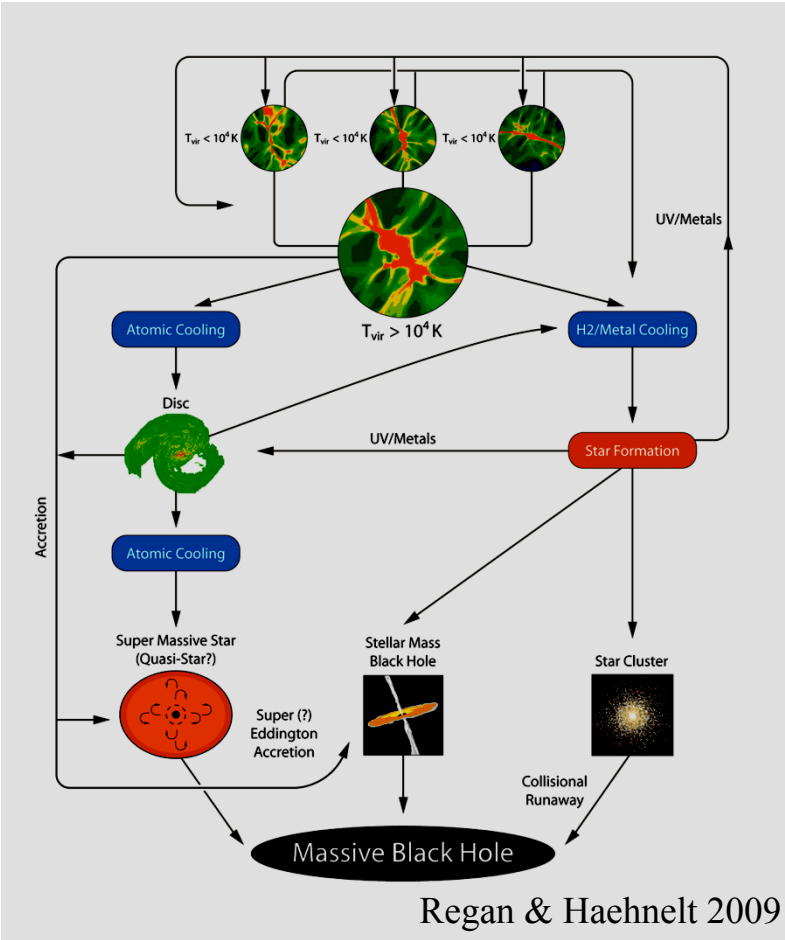 T_vir < 10^4 K
T_vir < 10^4 K
T_vir < 10^4 K
UV/Metals
Atomic Cooling
T_vir > 10^4 K
H2/Metal Cooling
Disc
UV/Metals
Star Formation
Accretion
Atomic Cooling
Super Massive Star
(Quasi-Star?)
Stellar Mass
Black Hole
Star Cluster
Super (?)
Eddington
Accretion
Collisional
Runaway
Massive Black Hole
Regan & Haehnelt 2009